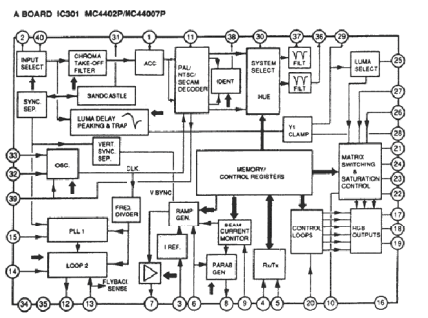 A BOARD IC301 MC4402P/MC44007P
2 40 31 1 11 38 30 37 36 29
INPUT SELECT
CHROMA TAKE-OFF FILTER
ACC
PAL/ NTSC/ SECAM DECODER
IDENT
SYSTEM SELECT
HUE
FILT
FILT
LUMA SELECT
25
27
26
28
SYNC. SEP.
SANDCASTLE
LUMA DELAY PEAKING & TRAP
Y1 CLAMP
VERT SYNC. SEP.
33
32
39
OSC.
CLK
MEMORY/ CONTROL REGISTERS
MATRIX SWITCHING & SATURATION CONTROL
21
24
23
22
V SYNC
FREQ. DIVIDER
RAMP GEN.
BEAM CURRENT MONITOR
CONTROL LOOPS
OUTPUTS
17
18
19
15
PLL 1
I REF.
14
LOOP 2
PARAB GEN.
Rx/Tx
FLYBACK SENSE
34 35 12 13 7 3 6 8 9 4 5 20 10 16